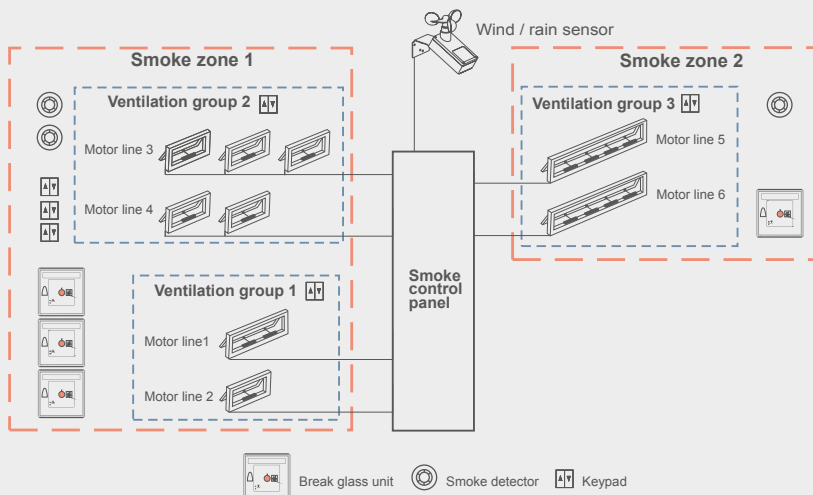 Wind / rain sensor
Smoke zone 1
Ventilation group 2
Motor line 3
Motor line 4
Ventilation group 1
Motor line1
Motor line 2
Smoke
control
panel
Smoke zone 2
Ventilation group 3
Motor line 5
Motor line 6
Break glass unit
Smoke detector
Keypad